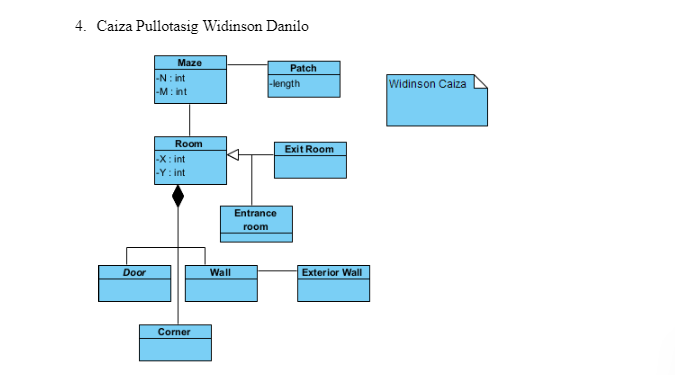 4. Caiza Pullotasig Widinson Danilo
Maze
-N : int
-M : int
Patch
-length
Widinson Caiza
Room
-X : int
-Y : int
Exit Room
Entrance
room
Door
Wall
Exterior Wall
Corner